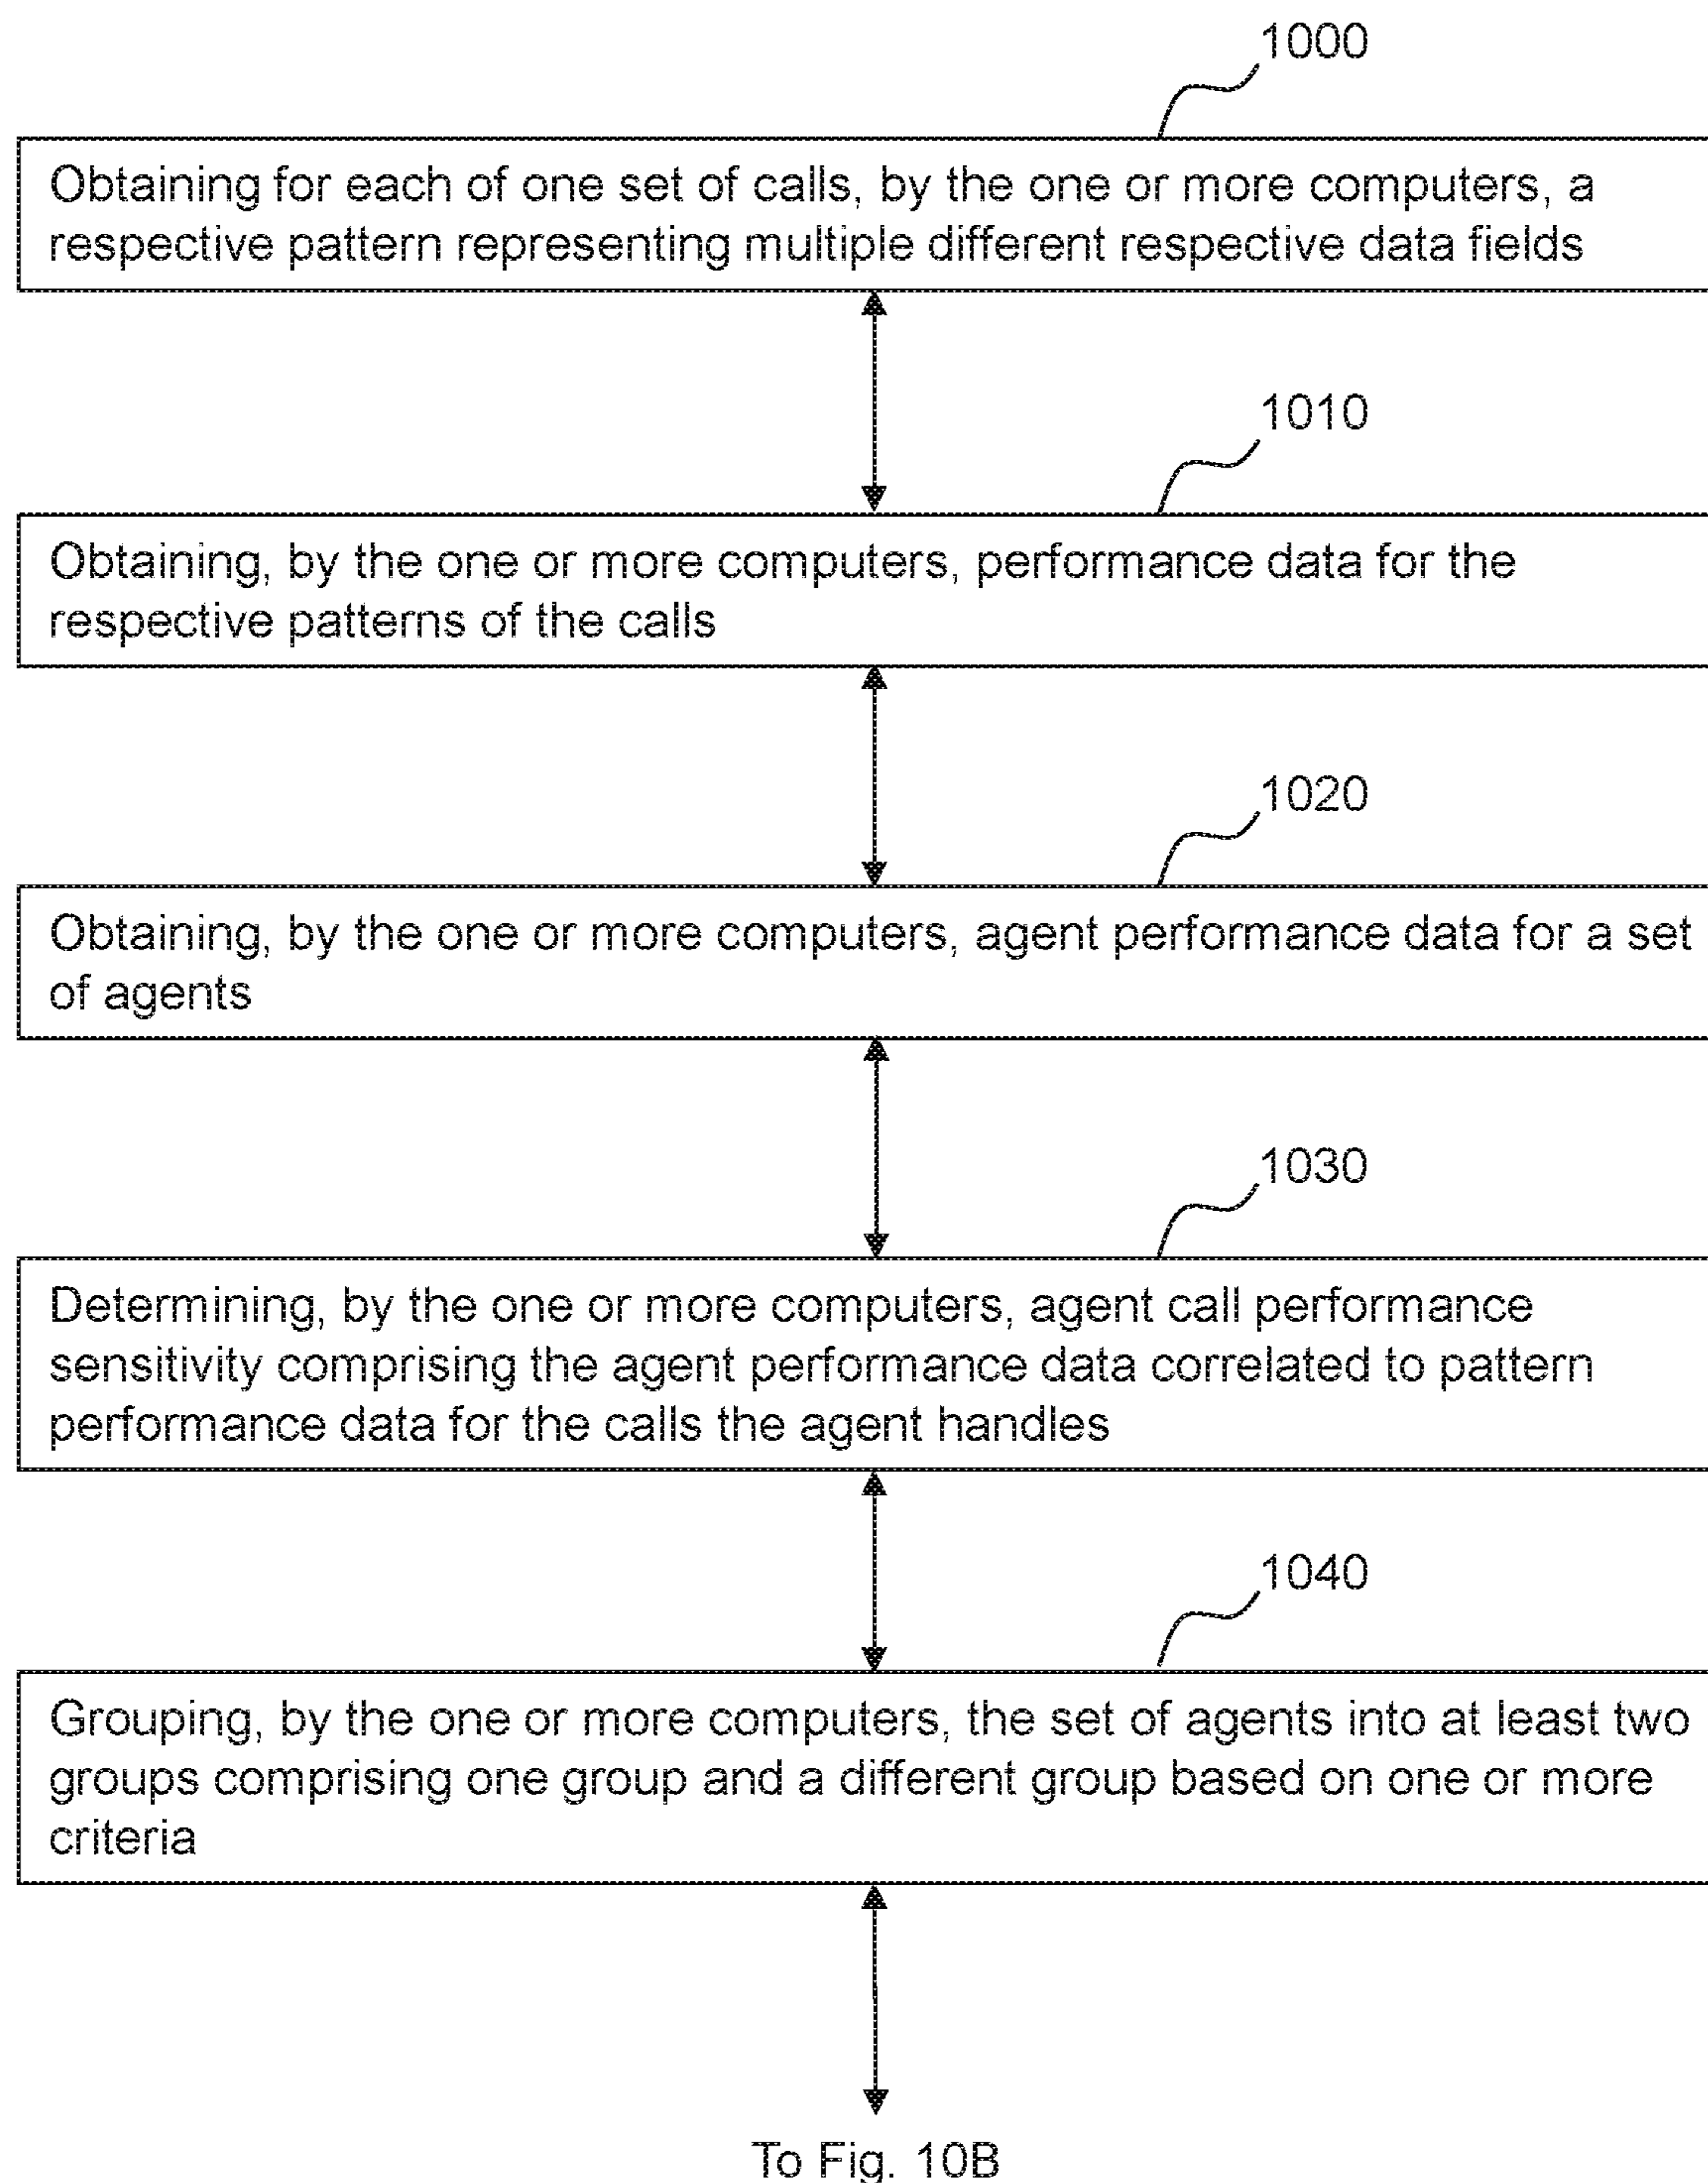 1000
Obtaining for each of one set of calls, by the one or more computers, a
respective pattern representing multiple different respective data fields
1010
Obtaining, by the one or more computers, performance data for the
respective patterns of the calls
1020
Obtaining, by the one or more computers, agent performance data for a set
of agents
1030
Determining, by the one or more computers, agent call performance
sensitivity comprising the agent performance data correlated to pattern
performance data for the calls the agent handles
1040
Grouping, by the one or more computers, the set of agents into at least two
groups comprising one group and a different group based on one or more
criteria
To Fig. 10B